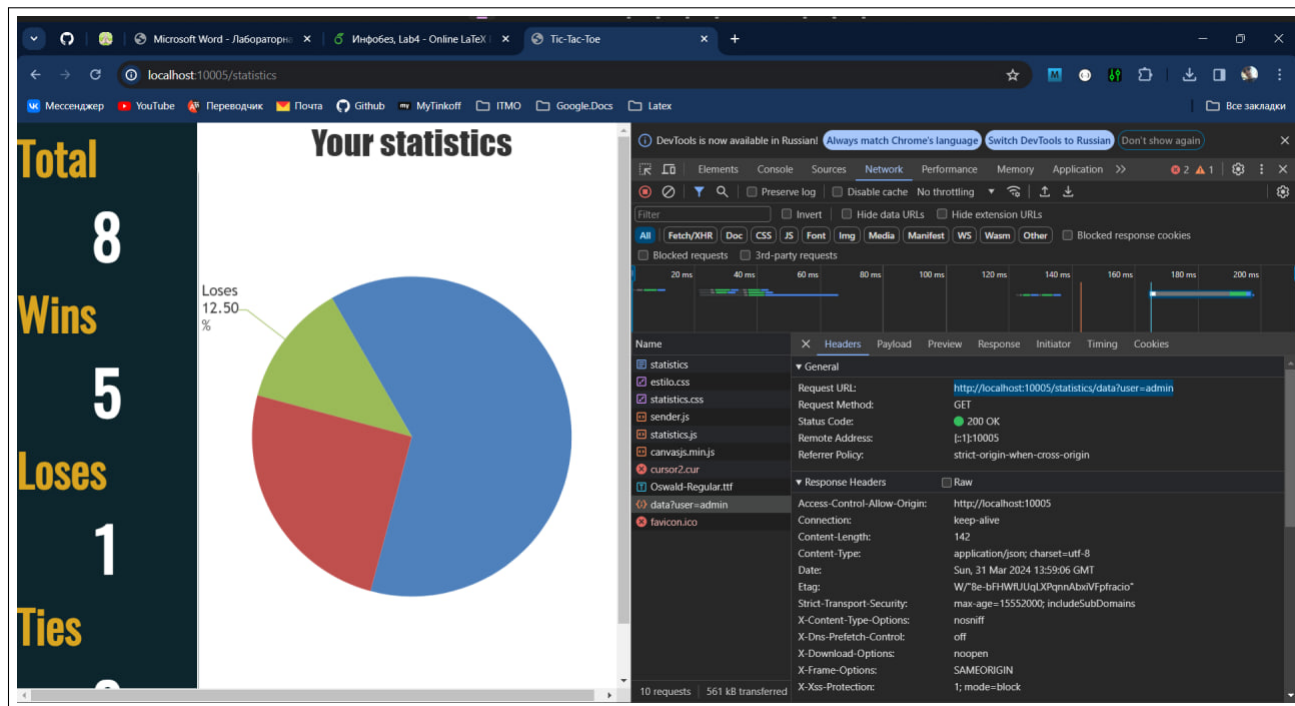 Microsoft Word - Лабораторн
Инфобез, Lab4 - Online LaTeX
Tic-Tac-Toe
localhost:10005/statistics
Мессенджер YouTube Переводчик Почта Github MyTinkoff ITMO Google.Docs Latex Все закладки
Total
8
Wins
5
Loses
1
Ties
Your statistics
Loses
12.50
%
DevTools is now available in Russian! Always match Chrome's language Switch DevTools to Russian Don't show again
Elements Console Sources Network Performance Memory Application 2 1
Preserve log Disable cache No throttling
Filter Invert Hide data URLs Hide extension URLs
All Fetch/XHR Doc CSS JS Font Img Media Manifest WS Wasm Other Blocked response cookies
Blocked requests 3rd-party requests
20 ms 40 ms 60 ms 80 ms 100 ms 120 ms 140 ms 160 ms 180 ms 200 ms
Name
statistics
estilo.css
statistics.css
sender.js
statistics.js
canvasjs.min.js
cursor2.cur
Oswald-Regular.ttf
data?user=admin
favicon.ico
10 requests 561 kB transferred
Headers Payload Preview Response Initiator Timing Cookies
General
Request URL: http://localhost:10005/statistics/data?user=admin
Request Method: GET
Status Code: 200 OK
Remote Address: [::1]:10005
Referrer Policy: strict-origin-when-cross-origin
Response Headers Raw
Access-Control-Allow-Origin: http://localhost:10005
Connection: keep-alive
Content-Length: 142
Content-Type: application/json; charset=utf-8
Date: Sun, 31 Mar 2024 13:59:06 GMT
Etag: W/"8e-bFHWfUUqLXPqnnAbxiVFpfracio"
Strict-Transport-Security: max-age=15552000; includeSubDomains
X-Content-Type-Options: nosniff
X-Dns-Prefetch-Control: off
X-Download-Options: noopen
X-Frame-Options: SAMEORIGIN
X-Xss-Protection: 1; mode=block